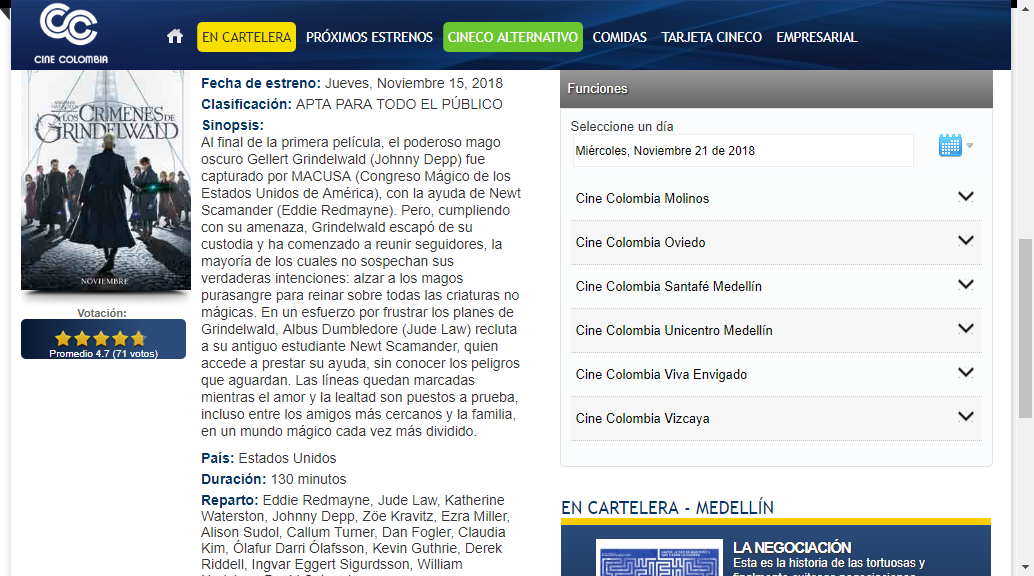 CINE COLOMBIA
EN CARTELERA
PRÓXIMOS ESTRENOS
CINECO ALTERNATIVO
COMIDAS
TARJETA CINECO
EMPRESARIAL
LOS CRÍMENES DE
GRINDELWALD
NOVIEMBRE
Votación:
Promedio 4.7 (71 votos)
Fecha de estreno: Jueves, Noviembre 15, 2018
Clasificación: APTA PARA TODO EL PÚBLICO
Sinopsis:
Al final de la primera película, el poderoso mago
oscuro Gellert Grindelwald (Johnny Depp) fue
capturado por MACUSA (Congreso Mágico de los
Estados Unidos de América), con la ayuda de Newt
Scamander (Eddie Redmayne). Pero, cumpliendo
con su amenaza, Grindelwald escapó de su
custodia y ha comenzado a reunir seguidores, la
mayoría de los cuales no sospechan sus
verdaderas intenciones: alzar a los magos
purasangre para reinar sobre todas las criaturas no
mágicas. En un esfuerzo por frustrar los planes de
Grindelwald, Albus Dumbledore (Jude Law) recluta
a su antiguo estudiante Newt Scamander, quien
accede a prestar su ayuda, sin conocer los peligros
que aguardan. Las líneas quedan marcadas
mientras el amor y la lealtad son puestos a prueba,
incluso entre los amigos más cercanos y la familia,
en un mundo mágico cada vez más dividido.
País: Estados Unidos
Duración: 130 minutos
Reparto: Eddie Redmayne, Jude Law, Katherine
Waterston, Johnny Depp, Zöe Kravitz, Ezra Miller,
Alison Sudol, Callum Turner, Dan Fogler, Claudia
Kim, Ólafur Darri Ólafsson, Kevin Guthrie, Derek
Riddell, Ingvar Eggert Sigurdsson, William
Funciones
Seleccione un día
Miércoles, Noviembre 21 de 2018
Cine Colombia Molinos
Cine Colombia Oviedo
Cine Colombia Santafé Medellín
Cine Colombia Unicentro Medellín
Cine Colombia Viva Envigado
Cine Colombia Vizcaya
EN CARTELERA - MEDELLÍN
LA NEGOCIACIÓN
Esta es la historia de las tortuosas y